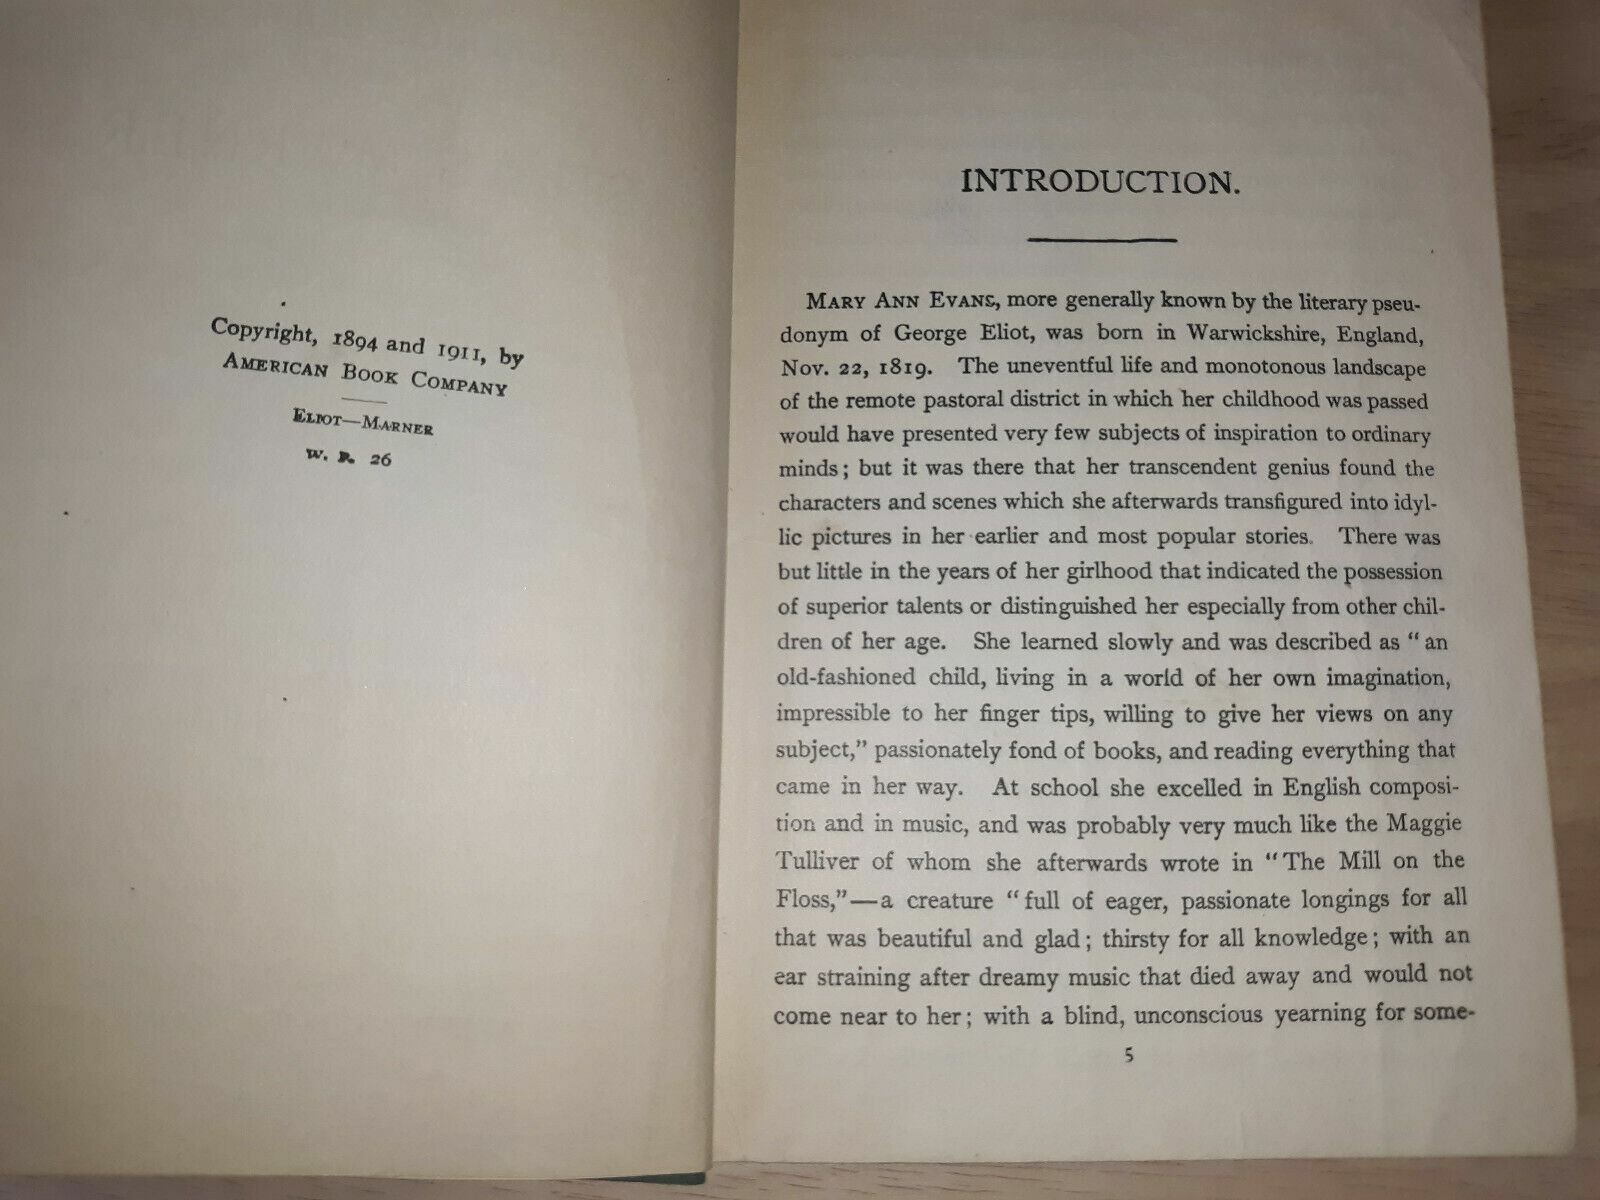 Copyright, 1894 and 1911, by
AMERICAN BOOK COMPANY
ELIOT—MARNER
W. P. 26
INTRODUCTION.
MARY ANN EVANS, more generally known by the literary pseu-
donym of George Eliot, was born in Warwickshire, England,
Nov. 22, 1819. The uneventful life and monotonous landscape
of the remote pastoral district in which her childhood was passed
would have presented very few subjects of inspiration to ordinary
minds; but it was there that her transcendent genius found the
characters and scenes which she afterwards transfigured into idyl-
lic pictures in her earlier and most popular stories. There was
but little in the years of her girlhood that indicated the possession
of superior talents or distinguished her especially from other chil-
dren of her age. She learned slowly and was described as "an
old-fashioned child, living in a world of her own imagination,
impressible to her finger tips, willing to give her views on any
subject," passionately fond of books, and reading everything that
came in her way. At school she excelled in English composi-
tion and in music, and was probably very much like the Maggie
Tulliver of whom she afterwards wrote in "The Mill on the
Floss,"—a creature "full of eager, passionate longings for all
that was beautiful and glad; thirsty for all knowledge; with an
ear straining after dreamy music that died away and would not
come near to her; with a blind, unconscious yearning for some-
5